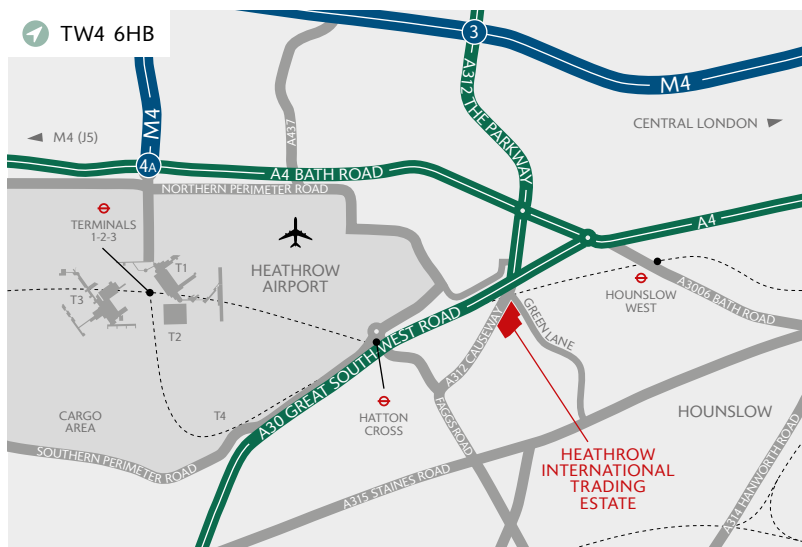 TW4 6HB
3
M4
A312 THE PARKWAY
A437
M4
M4 (J5)
CENTRAL LONDON
4A
A4 BATH ROAD
NORTHERN PERIMETER ROAD
TERMINALS
1-2-3
A4
T1
HEATHROW
AIRPORT
T3
T2
HOUNSLOW
WEST
A3006 BATH ROAD
A30 GREAT SOUTH WEST ROAD
A312 CAUSEWAY
GREEN LANE
CARGO
AREA
T4
HATTON
CROSS
FAGGS ROAD
HOUNSLOW
SOUTHERN PERIMETER ROAD
HEATHROW
INTERNATIONAL
TRADING
ESTATE
A315 STAINES ROAD
A314 HANWORTH ROAD